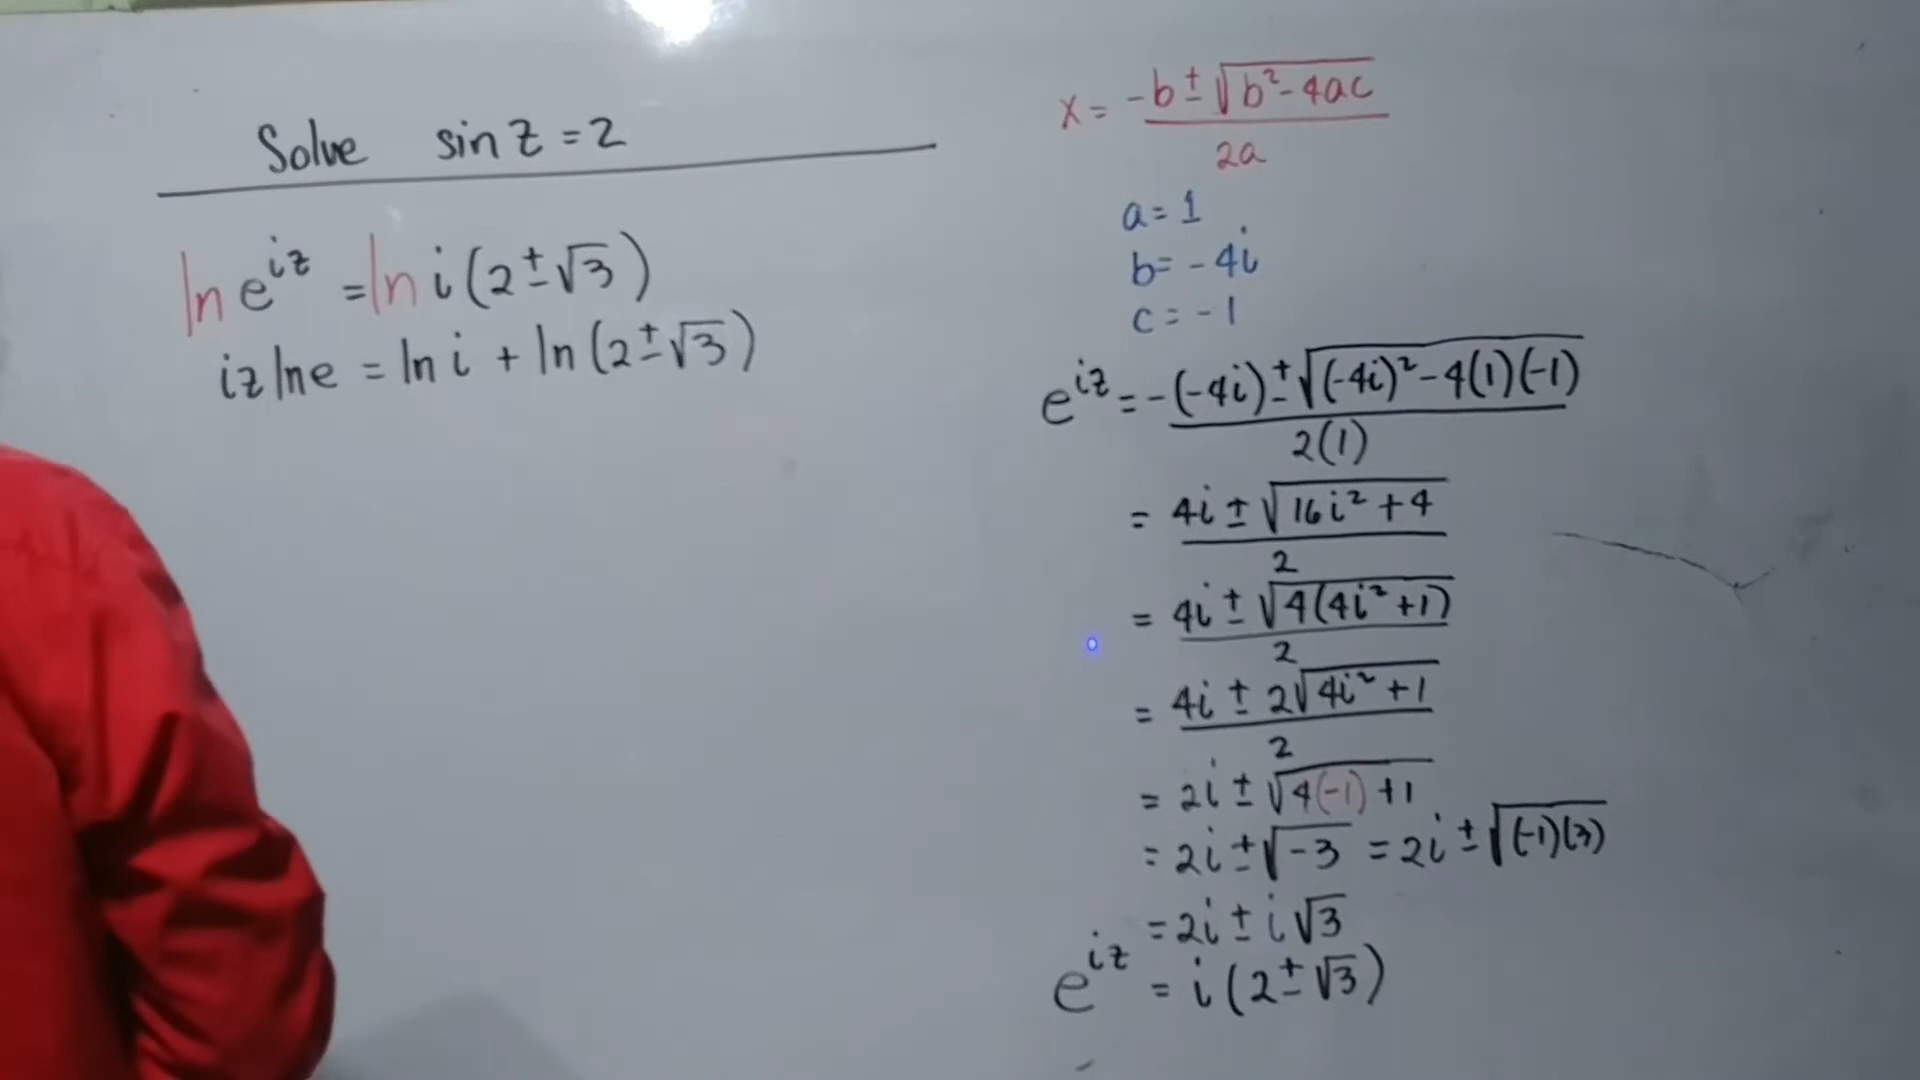 Solve sin z = 2
ln e^{iz} = ln i (2 ± √3)
iz ln e = ln i + ln (2 ± √3)
x = -b ± √(b² - 4ac) / 2a
a = 1
b = -4i
c = -1
e^{iz} = -(-4i) ± √((-4i)² - 4(1)(-1)) / 2(1)
= 4i ± √(16i² + 4) / 2
= 4i ± √(4(4i² + 1)) / 2
= 4i ± 2√(4i² + 1) / 2
= 2i ± √(4(-1) + 1)
= 2i ± √(-3) = 2i ± √((-1)(3))
= 2i ± i√3
e^{iz} = i (2 ± √3)